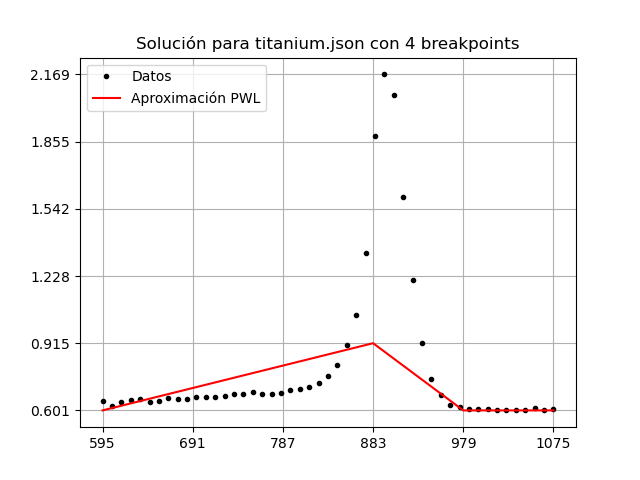 Solución para titanium.json con 4 breakpoints
Datos
Aproximación PWL
2.169
1.855
1.542
1.228
0.915
0.601
595 691 787 883 979 1075